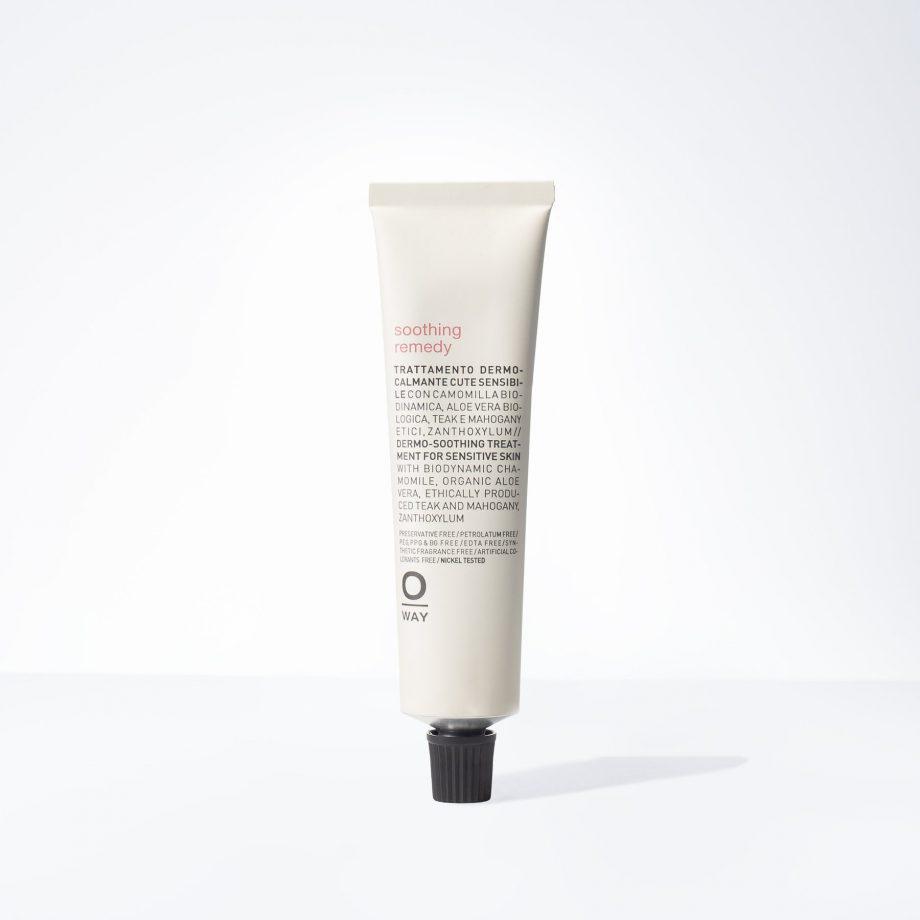 soothing
remedy
TRATTAMENTO DERMO-
CALMANTE CUTE SENSIBI-
LE CON CAMOMILLA BIO-
DINAMICA, ALOE VERA BIO-
LOGICA, TEAK E MAHOGANY
ETICI, ZANTHOXYLUM//
DERMO-SOOTHING TREAT-
MENT FOR SENSITIVE SKIN
WITH BIODYNAMIC CHA-
MOMILE, ORGANIC ALOE
VERA, ETHICALLY PRODU-
CED TEAK AND MAHOGANY,
ZANTHOXYLUM
PRESERVATIVE FREE/PETROLATUM FREE/
PEG, PPG & BG FREE/EDTA FREE/SYN-
THETIC FRAGRANCE FREE/ARTIFICIAL CO-
LORANTS FREE/NICKEL TESTED
O
WAY